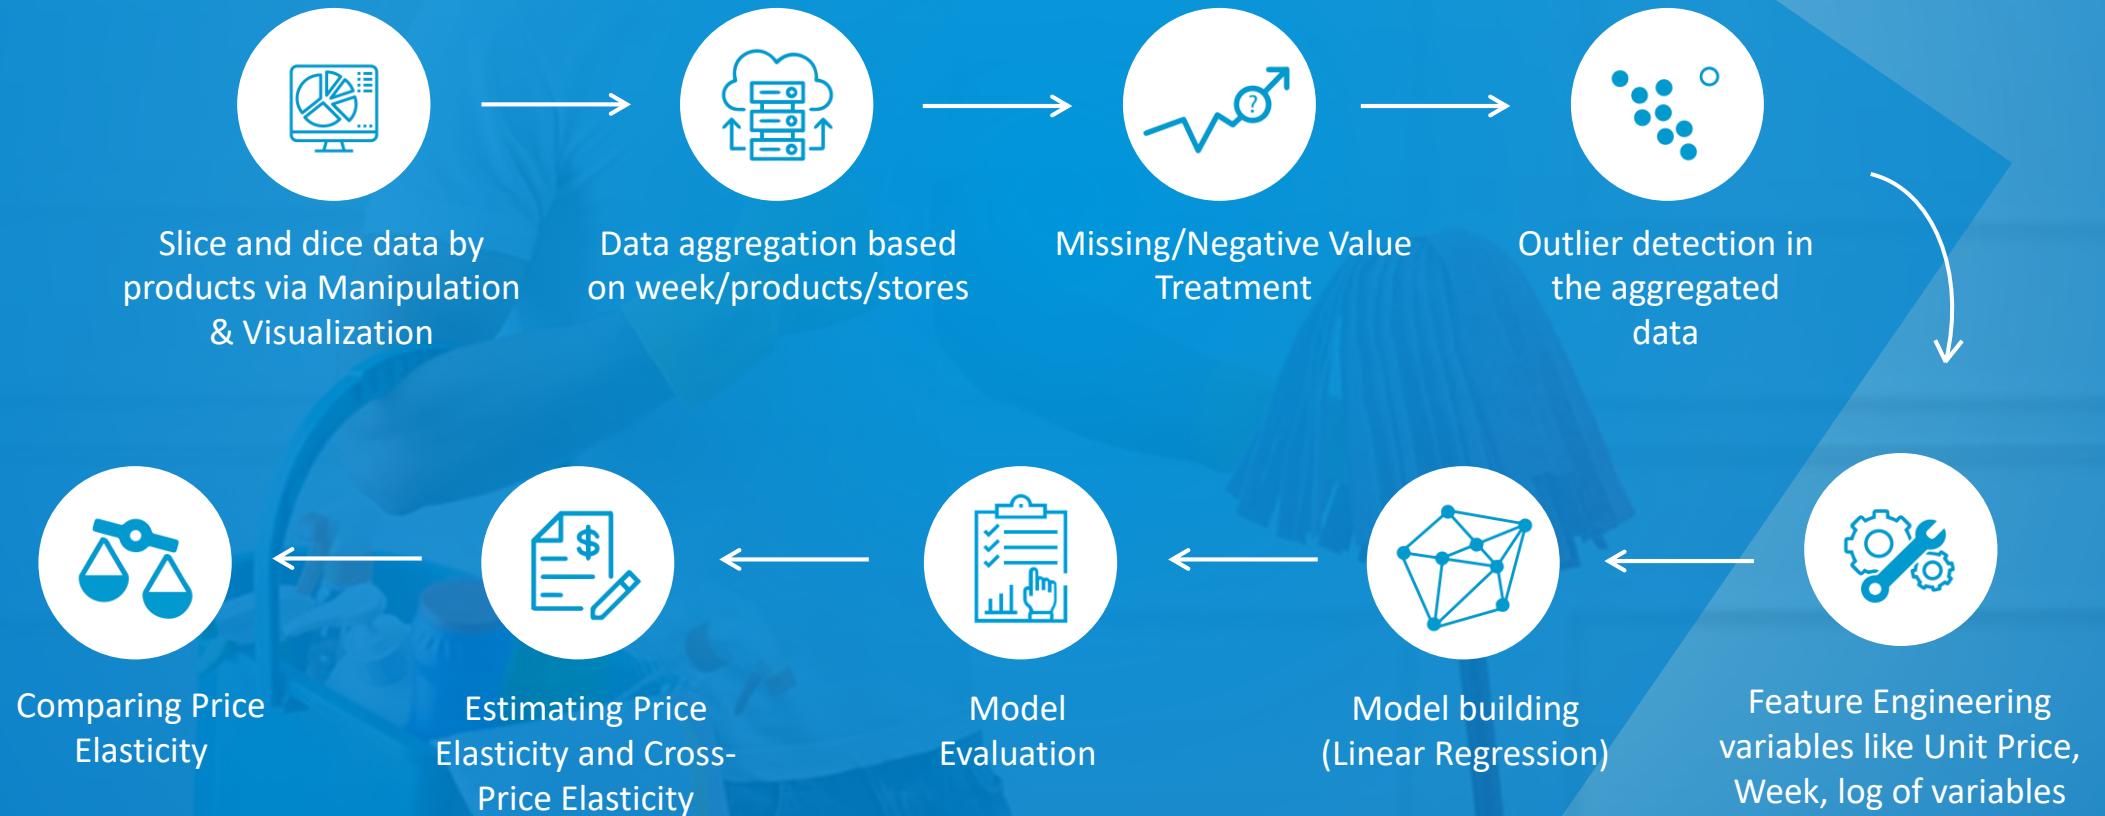 Slice and dice data by
products via Manipulation
& Visualization
Data aggregation based
on week/products/stores
?
Missing/Negative Value
Treatment
Outlier detection in
the aggregated
data
Feature Engineering
variables like Unit Price,
Week, log of variables
Model building
(Linear Regression)
Model
Evaluation
$
Estimating Price
Elasticity and Cross-
Price Elasticity
Comparing Price
Elasticity